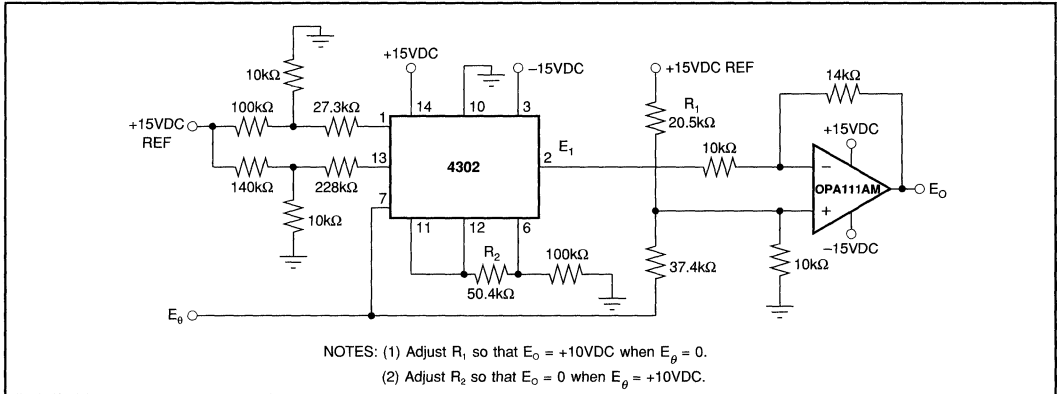 +15VDC
–15VDC
+15VDC REF
14kΩ
10kΩ
14
10
3
R1
20.5kΩ
+15VDC
100kΩ
27.3kΩ
1
+15VDC
REF
13
4302
2
E1
10kΩ
–
OPA111AM
EO
140kΩ
228kΩ
7
+
10kΩ
11
12
6
–15VDC
R2
100kΩ
37.4kΩ
10kΩ
50.4kΩ
Eθ
NOTES: (1) Adjust R1 so that EO = +10VDC when Eθ = 0.
(2) Adjust R2 so that EO = 0 when Eθ = +10VDC.